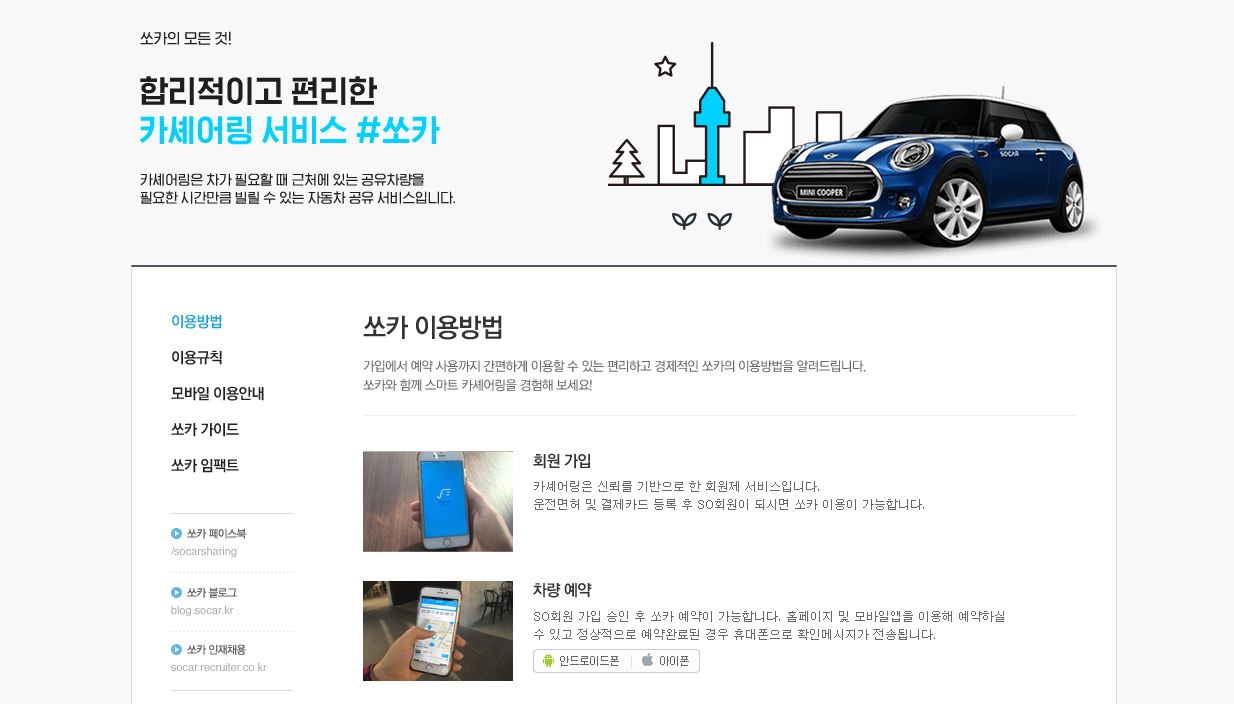 쏘카의 모든 것!
합리적이고 편리한
카셰어링 서비스 #쏘카
카셰어링은 차가 필요할 때 근처에 있는 공유차량을
필요한 시간만큼 빌릴 수 있는 자동차 공유 서비스입니다.
SOCAR
MINI COOPER
이용방법
이용규칙
모바일 이용안내
쏘카 가이드
쏘카 임팩트
쏘카 페이스북
/socarsharing
쏘카 블로그
blog.socar.kr
쏘카 인재채용
socar.recruiter.co.kr
쏘카 이용방법
가입에서 예약 사용까지 간편하게 이용할 수 있는 편리하고 경제적인 쏘카의 이용방법을 알려드립니다.
쏘카와 함께 스마트 카셰어링을 경험해 보세요!
회원 가입
카셰어링은 신뢰를 기반으로 한 회원제 서비스입니다.
운전면허 및 결제카드 등록 후 SO회원이 되시면 쏘카 이용이 가능합니다.
차량 예약
SO회원 가입 승인 후 쏘카 예약이 가능합니다. 홈페이지 및 모바일앱을 이용해 예약하실
수 있고 정상적으로 예약완료된 경우 휴대폰으로 확인메시지가 전송됩니다.
안드로이드폰
아이폰